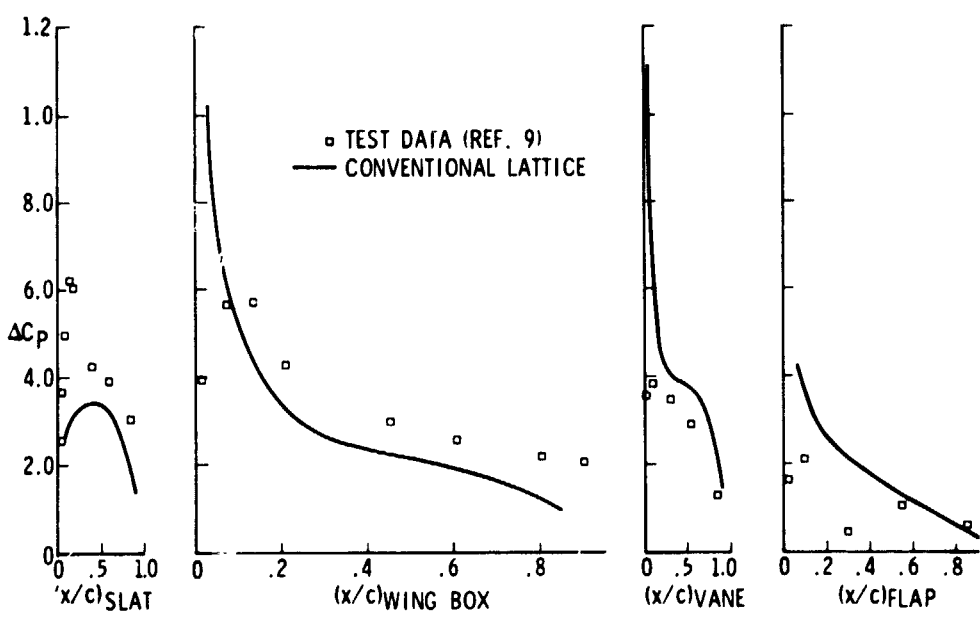 1.2
1.0
8.0
6.0
ΔCp
4.0
2.0
0
□ TEST DATA (REF. 9)
— CONVENTIONAL LATTICE
0 .5 1.0
'x/c)SLAT
0 .2 .4 .6 .8
(x/c)WING BOX
0 .5 1.0
(x/c)VANE
0 .2 .4 .6 .8
(x/c)FLAP